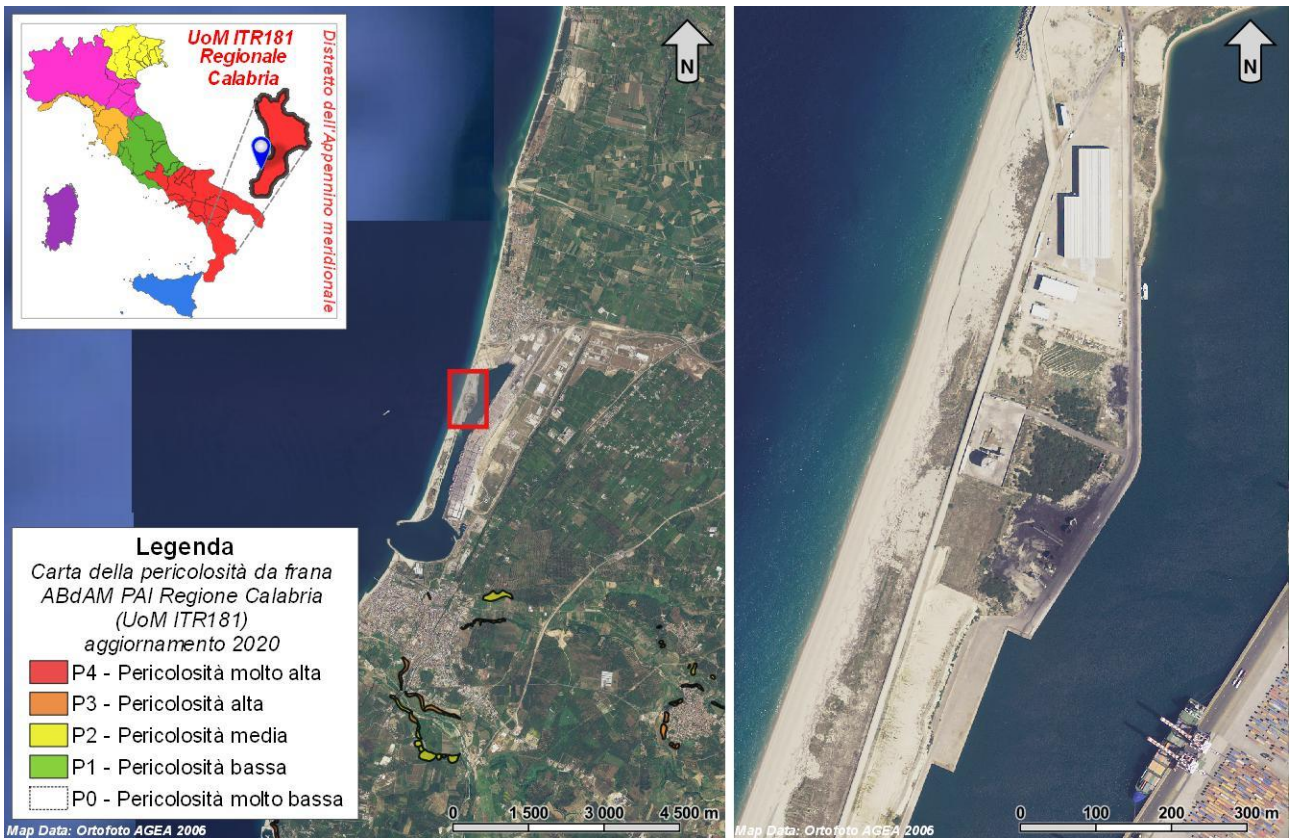 UoM ITR181
Regionale
Calabria
Distretto dell'Appennino meridionale
N
Legenda
Carta della pericolosità da frana
ABdAM PAI Regione Calabria
(UoM ITR181)
aggiornamento 2020
P4 - Pericolosità molto alta
P3 - Pericolosità alta
P2 - Pericolosità media
P1 - Pericolosità bassa
P0 - Pericolosità molto bassa
0 1 500 3 000 4 500 m
Map Data: Ortofoto AGEA 2006
N
0 100 200 300 m
Map Data: Ortofoto AGEA 2006